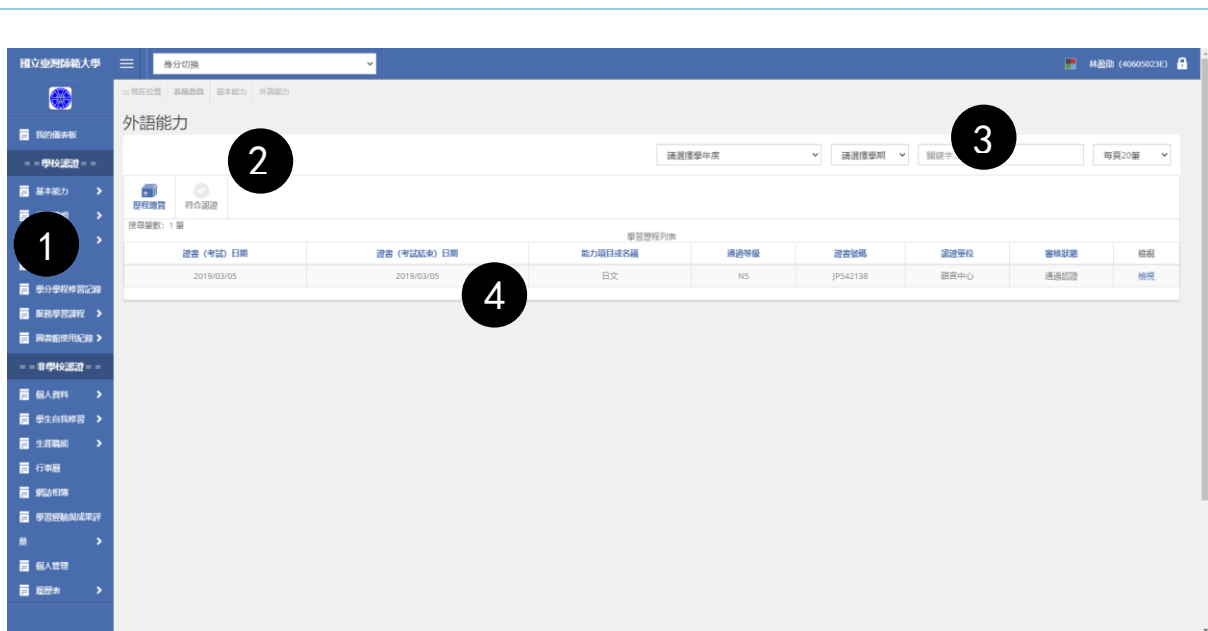 國立臺灣師範大學
身分切換
林盈劭 (40605023E)
現在位置 系統首頁 基本能力 外語能力
外語能力
我的儀表板
==學校認證==
基本能力
1
2
3
4
請選擇學年度
請選擇學期
關鍵字
每頁20筆
歷程總覽
符合認證
搜尋筆數: 1 筆
學習歷程列表
證書 (考試) 日期 證書 (考試結束) 日期 能力項目或名稱 通過等級 證書號碼 認證單位 審核狀態 檢視
2019/03/05 2019/03/05 日文 N5 JP542138 語言中心 通過認證 檢視
學分學程修習記錄
服務學習課程
圖書館使用紀錄
==非學校認證==
個人資料
學生自我修習
生涯職能
行事曆
網誌相簿
學習經驗與成果評
量
個人管理
履歷表